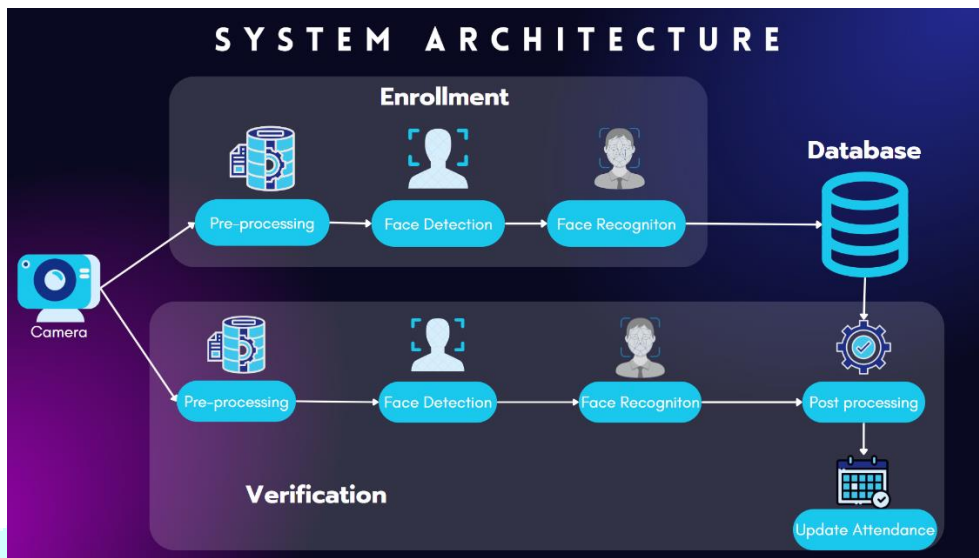 SYSTEM ARCHITECTURE
Enrollment
Database
Pre-processing
Face Detection
Face Recogniton
Camera
Pre-processing
Face Detection
Face Recogniton
Post processing
Verification
Update Attendance